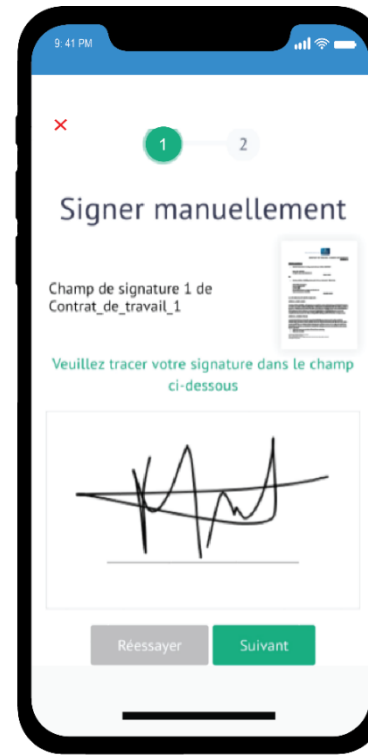 9:41 PM
1
2
Signer manuellement
Champ de signature 1 de
Contrat_de_travail_1
Veuillez tracer votre signature dans le champ
ci-dessous
Réessayer
Suivant